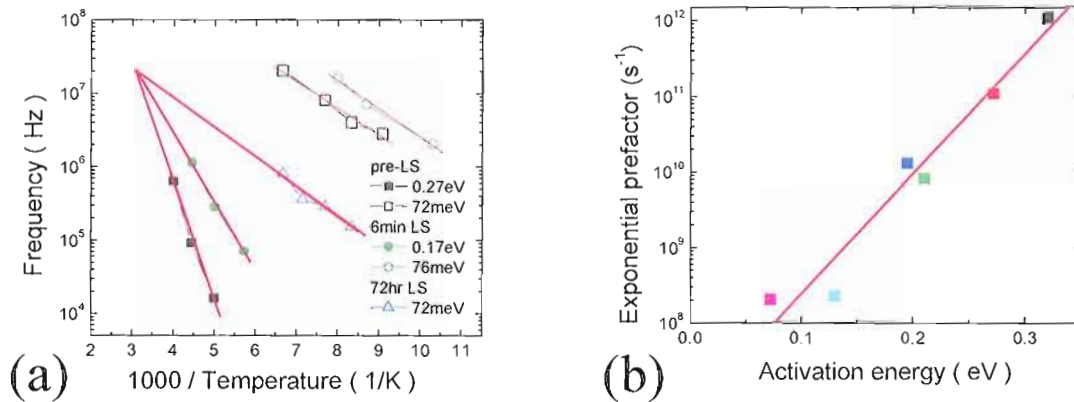 10⁸
10⁷
10⁶
10⁵
10⁴
Frequency ( Hz )
pre-LS
0.27eV
72meV
6min LS
0.17eV
76meV
72hr LS
72meV
2 3 4 5 6 7 8 9 10 11
1000 / Temperature ( 1/K )
(a)
10¹²
10¹¹
10¹⁰
10⁹
10⁸
Exponential prefactor (s⁻¹)
0.0 0.1 0.2 0.3
Activation energy ( eV )
(b)